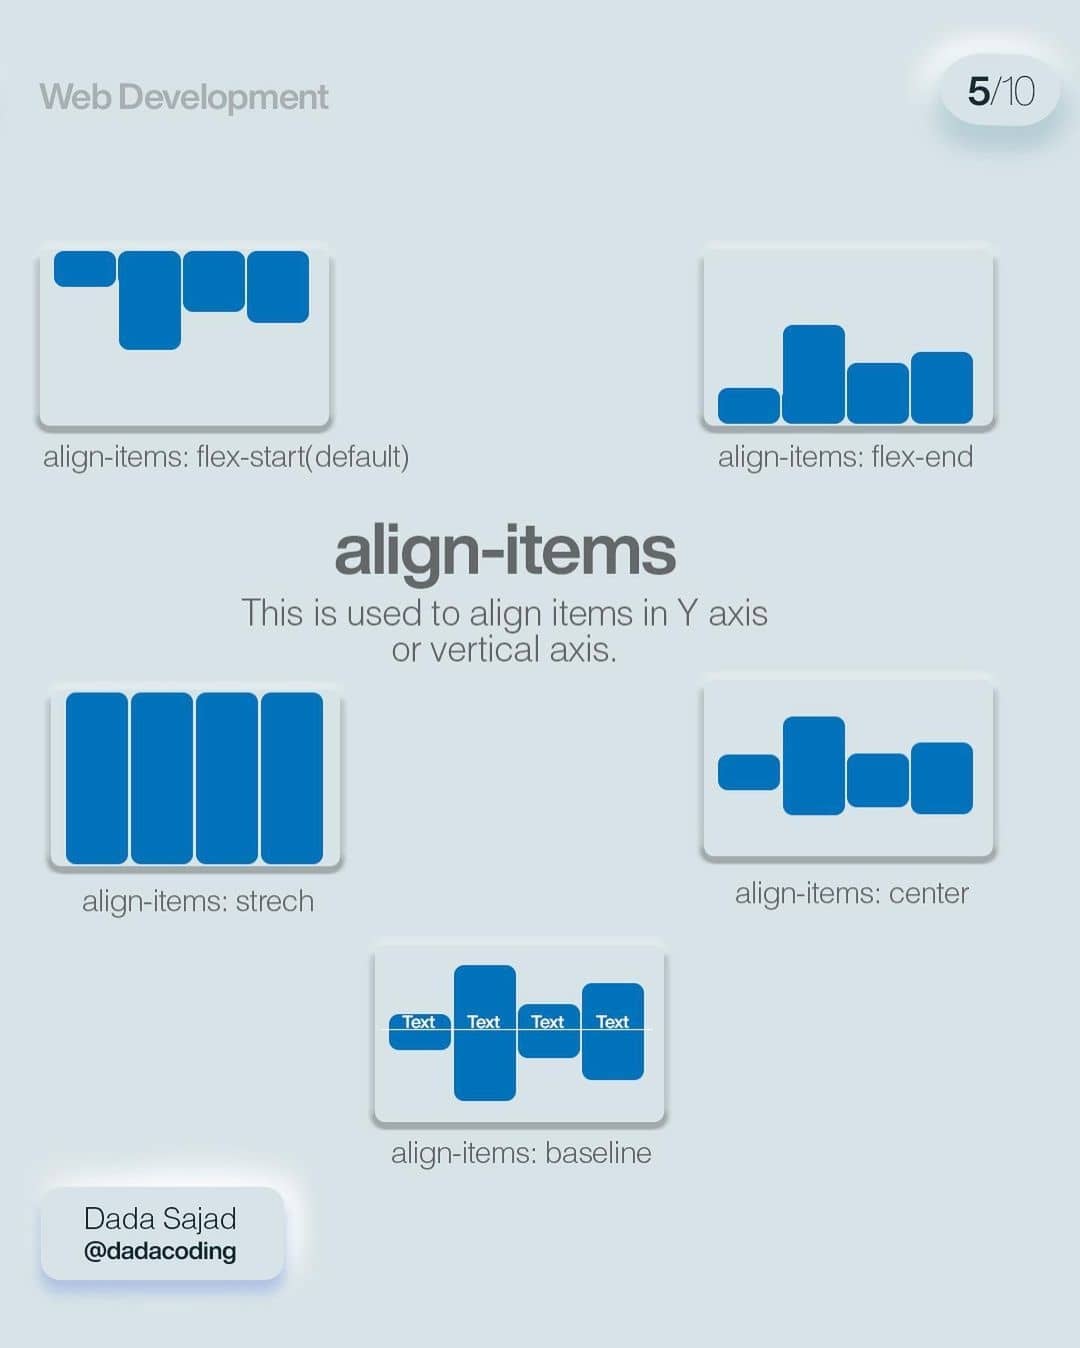 Web Development
5/10
align-items: flex-start(default)
align-items: flex-end
align-items
This is used to align items in Y axis
or vertical axis.
align-items: strech
align-items: center
Text Text Text Text
align-items: baseline
Dada Sajad
@dadacoding